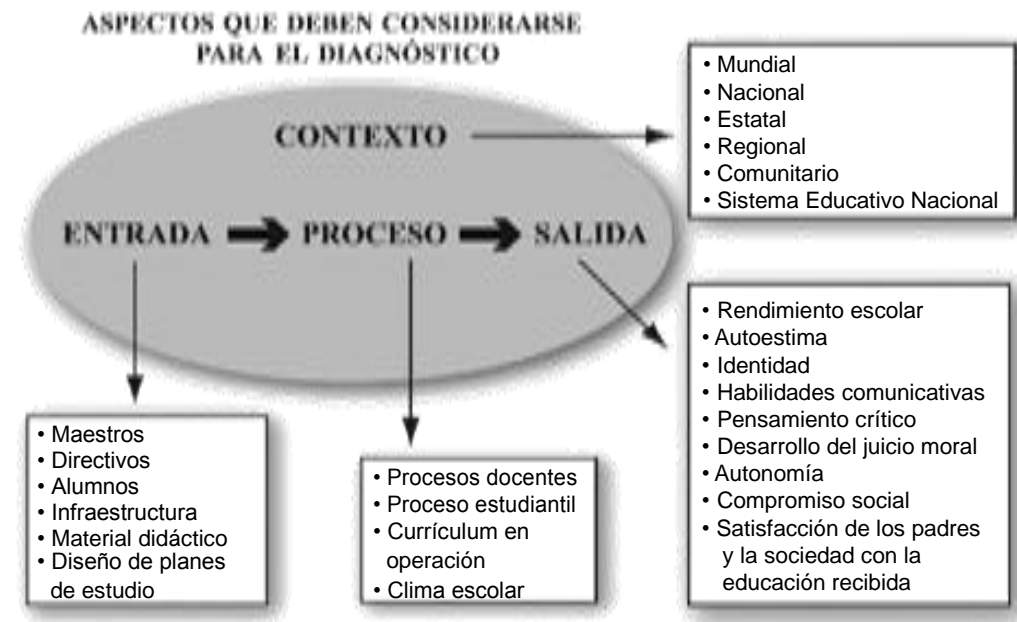 ASPECTOS QUE DEBEN CONSIDERARSE
PARA EL DIAGNÓSTICO
CONTEXTO
• Mundial
• Nacional
• Estatal
• Regional
• Comunitario
• Sistema Educativo Nacional
ENTRADA
PROCESO
SALIDA
• Maestros
• Directivos
• Alumnos
• Infraestructura
• Material didáctico
• Diseño de planes
de estudio
• Procesos docentes
• Proceso estudiantil
• Currículum en
operación
• Clima escolar
• Rendimiento escolar
• Autoestima
• Identidad
• Habilidades comunicativas
• Pensamiento crítico
• Desarrollo del juicio moral
• Autonomía
• Compromiso social
• Satisfacción de los padres
y la sociedad con la
educación recibida